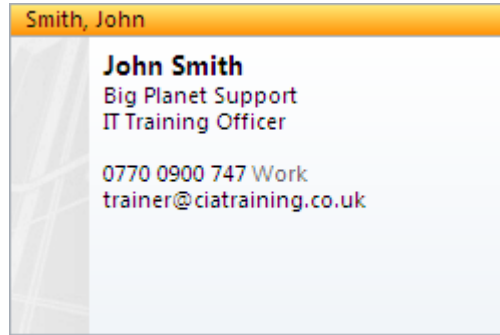 Smith, John
John Smith
Big Planet Support
IT Training Officer
0770 0900 747 Work
trainer@ciatraining.co.uk